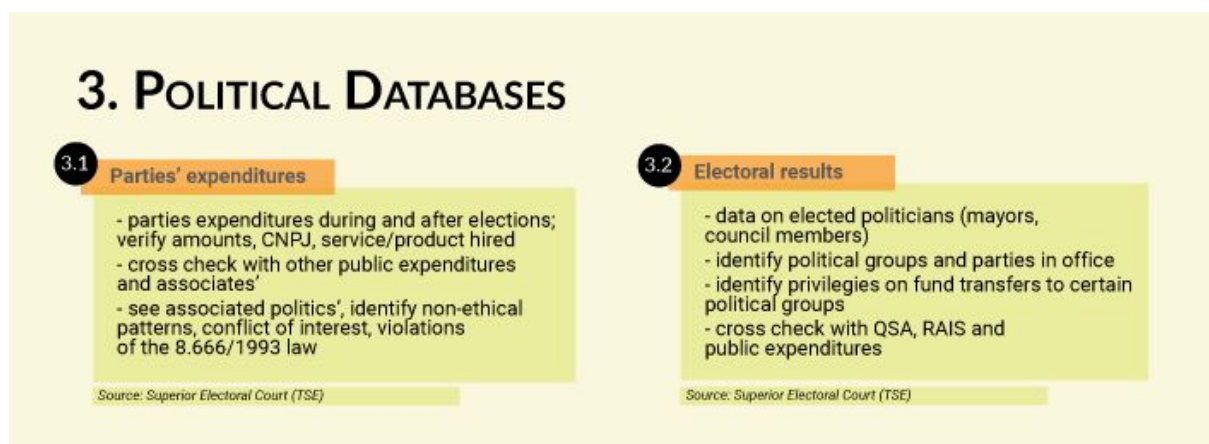 3. POLITICAL DATABASES
3.1
Parties' expenditures
- parties expenditures during and after elections;
verify amounts, CNPJ, service/product hired
- cross check with other public expenditures
and associates'
- see associated politics', identify non-ethical
patterns, conflict of interest, violations
of the 8.666/1993 law
Source: Superior Electoral Court (TSE)
3.2
Electoral results
- data on elected politicians (mayors,
council members)
- identify political groups and parties in office
- identify privilegies on fund transfers to certain
political groups
- cross check with QSA, RAIS and
public expenditures
Source: Superior Electoral Court (TSE)